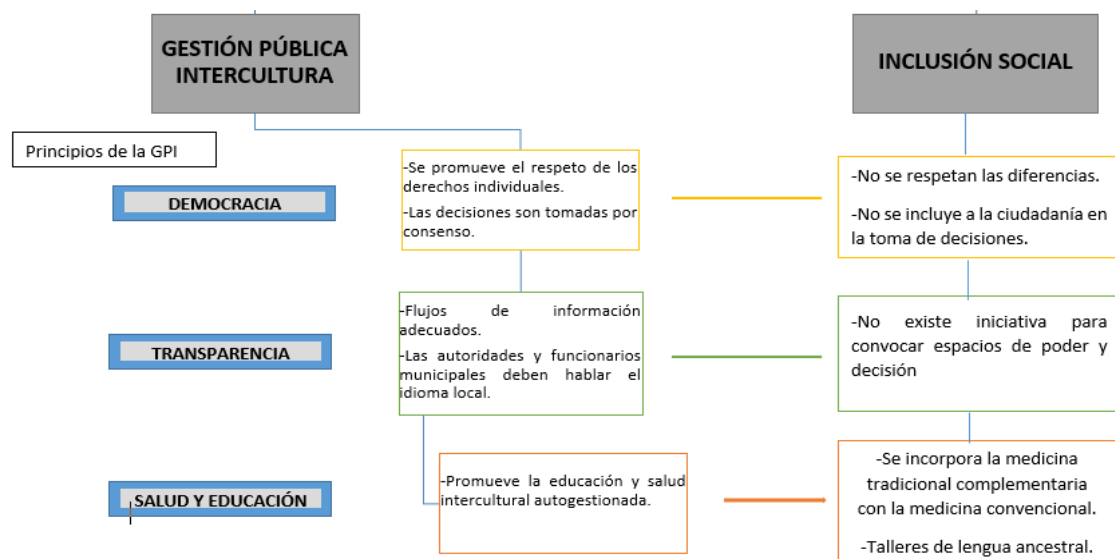 GESTIÓN PÚBLICA
INTERCULTURA
INCLUSIÓN SOCIAL
Principios de la GPI
DEMOCRACIA
-Se promueve el respeto de los
derechos individuales.
-Las decisiones son tomadas por
consenso.
-No se respetan las diferencias.
-No se incluye a la ciudadanía en
la toma de decisiones.
TRANSPARENCIA
-Flujos de información
adecuados.
-Las autoridades y funcionarios
municipales deben hablar el
idioma local.
-No existe iniciativa para
convocar espacios de poder y
decisión
SALUD Y EDUCACIÓN
-Promueve la educación y salud
intercultural autogestionada.
-Se incorpora la medicina
tradicional complementaria
con la medicina convencional.
-Talleres de lengua ancestral.